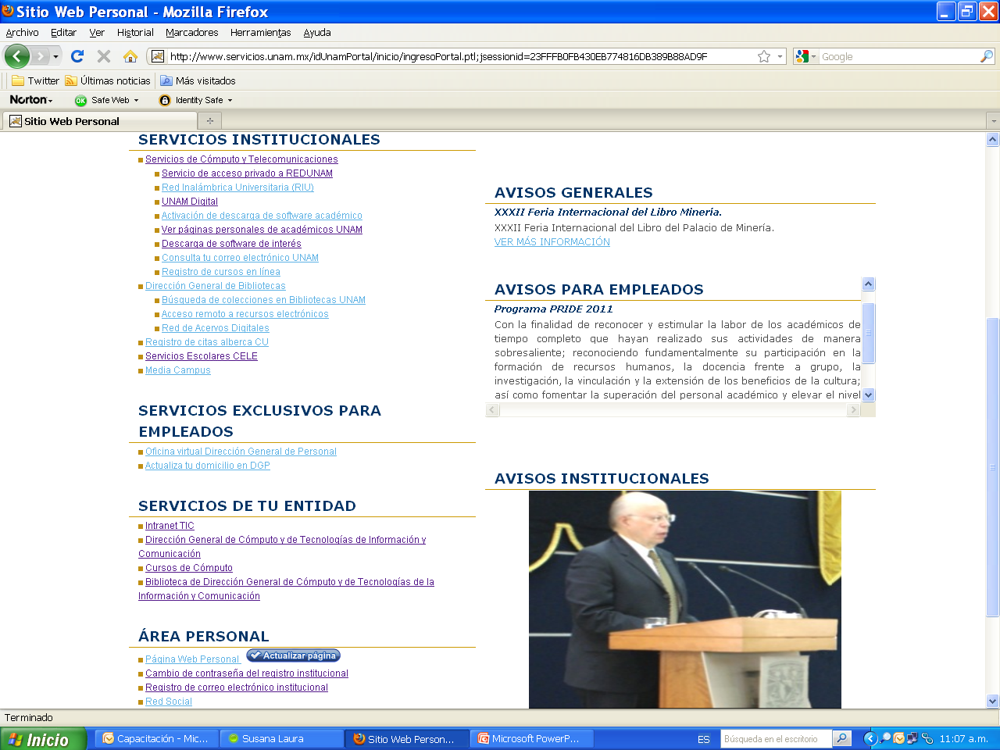 Sitio Web Personal - Mozilla Firefox
Archivo Editar Ver Historial Marcadores Herramientas Ayuda
http://www.servicios.unam.mx/idUnamPortal/inicio/ingresoPortal.ptl;jsessionid=23FFFB0FB430EB774816DB389B88AD9F
Google
Twitter Últimas noticias Más visitados
Norton Safe Web Identity Safe
Sitio Web Personal
SERVICIOS INSTITUCIONALES
Servicios de Cómputo y Telecomunicaciones
Servicio de acceso privado a REDUNAM
Red Inalámbrica Universitaria (RIU)
UNAM Digital
Activación de descarga de software académico
Ver páginas personales de académicos UNAM
Descarga de software de interés
Consulta tu correo electrónico UNAM
Registro de cursos en línea
Dirección General de Bibliotecas
Búsqueda de colecciones en Bibliotecas UNAM
Acceso remoto a recursos electrónicos
Red de Acervos Digitales
Registro de citas alberca CU
Servicios Escolares CELE
Media Campus
SERVICIOS EXCLUSIVOS PARA
EMPLEADOS
Oficina virtual Dirección General de Personal
Actualiza tu domicilio en DGP
SERVICIOS DE TU ENTIDAD
Intranet TIC
Dirección General de Cómputo y de Tecnologías de Información y
Comunicación
Cursos de Cómputo
Biblioteca de Dirección General de Cómputo y de Tecnologías de la
Información y Comunicación
ÁREA PERSONAL
Página Web Personal Actualizar página
Cambio de contraseña del registro institucional
Registro de correo electrónico institucional
Red Social
AVISOS GENERALES
XXXII Feria Internacional del Libro Minería.
XXXII Feria Internacional del Libro del Palacio de Minería.
VER MÁS INFORMACIÓN
AVISOS PARA EMPLEADOS
Programa PRIDE 2011
Con la finalidad de reconocer y estimular la labor de los académicos de
tiempo completo que hayan realizado sus actividades de manera
sobresaliente; reconociendo fundamentalmente su participación en la
formación de recursos humanos, la docencia frente a grupo, la
investigación, la vinculación y la extensión de los beneficios de la cultura;
así como fomentar la superación del personal académico y elevar el nivel
AVISOS INSTITUCIONALES
Terminado
Inicio Capacitación - Mic... Susana Laura Sitio Web Person... Microsoft PowerP... ES Búsqueda en el escritorio 11:07 a.m.